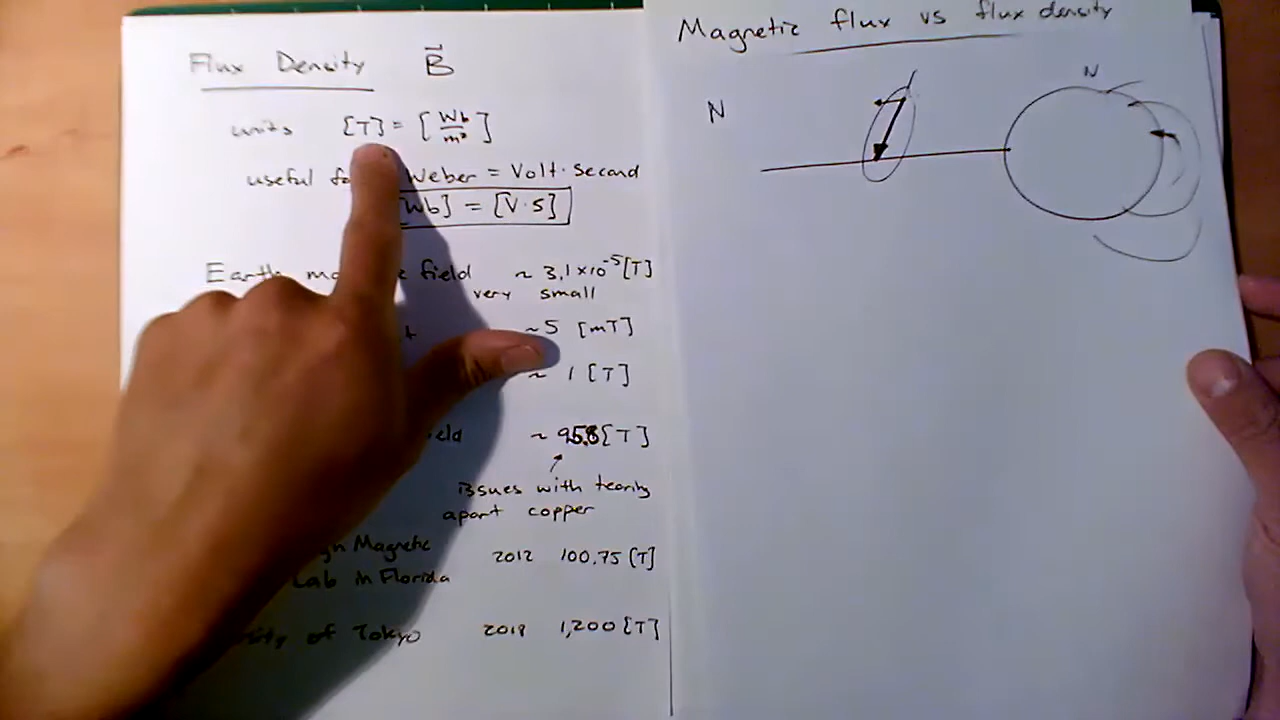 Flux Density B
units [T] = [Wb/m²]
useful Weber = Volt·second
[Wb] = [V·s]
Earth field ~ 3.1×10⁻⁵[T]
very small
~5 [mT]
~ 1 [T]
~ 95.8[T]
issues with tearing
apart copper
Magnetic 2012 100.75 [T]
Lab in Florida
of Tokyo 2018 1,200 [T]
Magnetic flux vs flux density
N
N